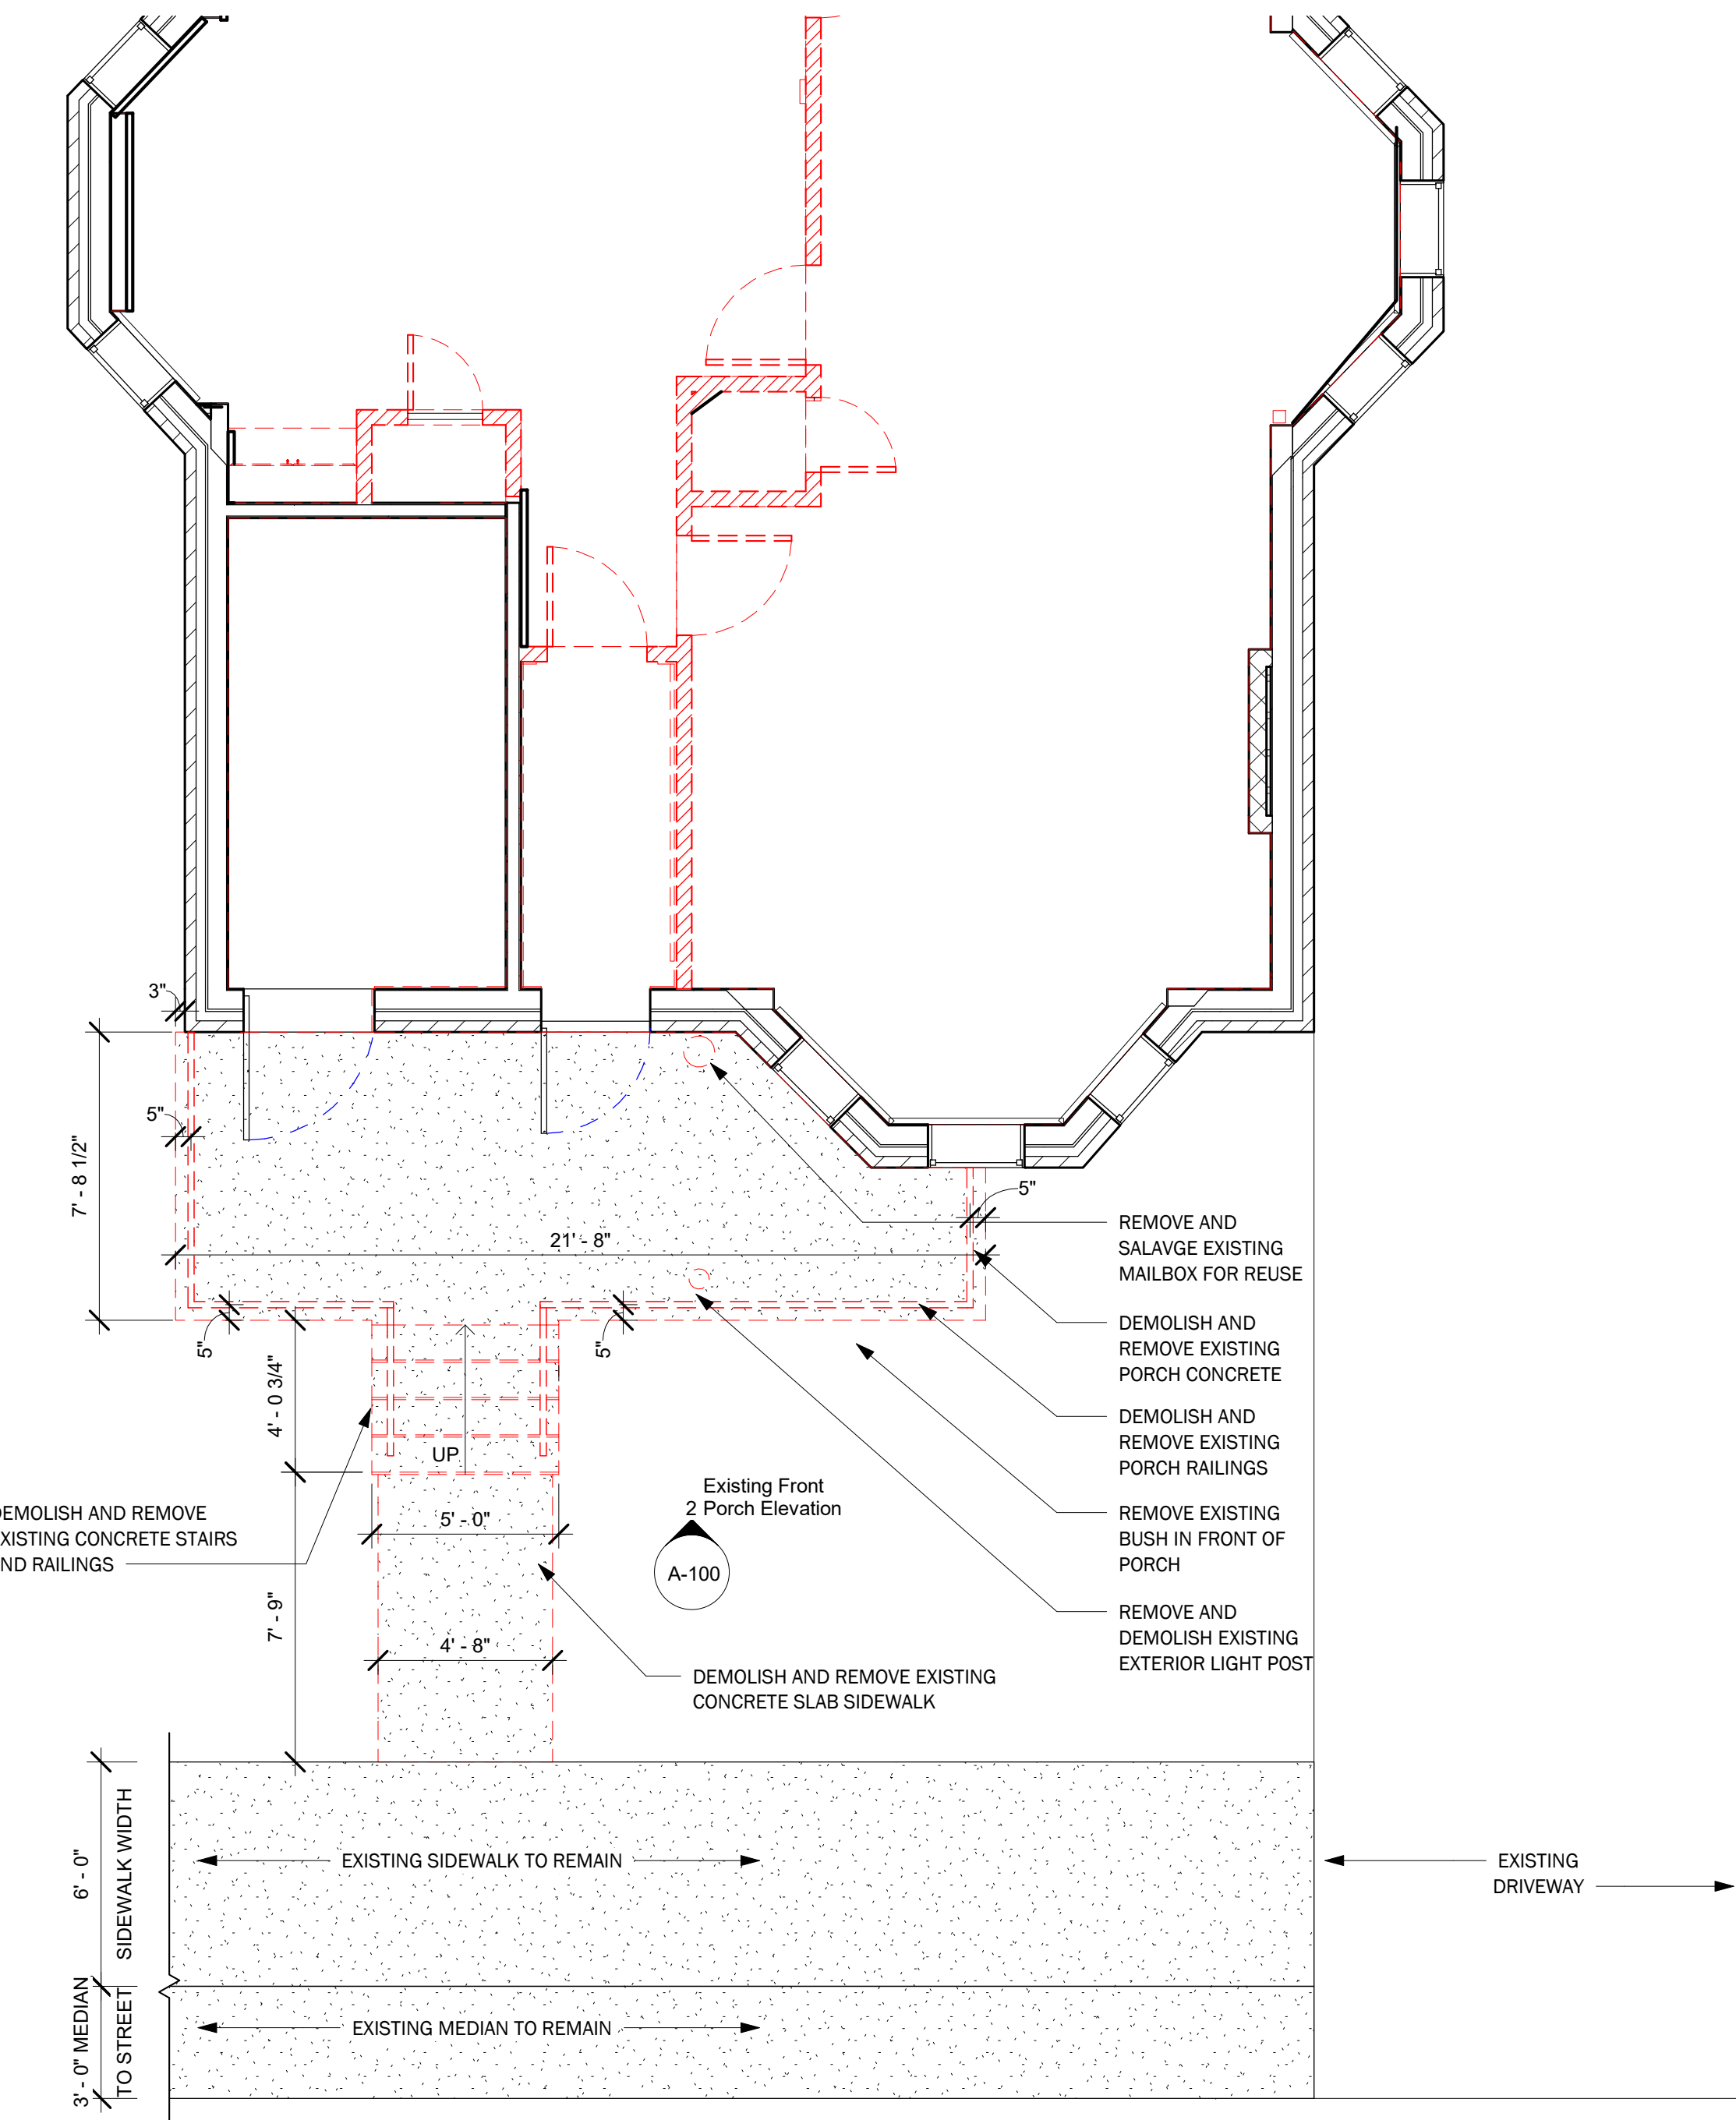 3"
5"
7' - 8 1/2"
5"
21' - 8"
REMOVE AND
SALAVGE EXISTING
MAILBOX FOR REUSE
DEMOLISH AND
REMOVE EXISTING
PORCH CONCRETE
5"
5"
4' - 0 3/4"
DEMOLISH AND
REMOVE EXISTING
PORCH RAILINGS
UP
Existing Front
2 Porch Elevation
A-100
REMOVE EXISTING
BUSH IN FRONT OF
PORCH
DEMOLISH AND REMOVE
XISTING CONCRETE STAIRS
ND RAILINGS
5' - 0"
7' - 9"
4' - 8"
REMOVE AND
DEMOLISH EXISTING
EXTERIOR LIGHT POST
DEMOLISH AND REMOVE EXISTING
CONCRETE SLAB SIDEWALK
6' - 0"
SIDEWALK WIDTH
EXISTING SIDEWALK TO REMAIN
EXISTING
DRIVEWAY
3' - 0" MEDIAN
TO STREET
EXISTING MEDIAN TO REMAIN